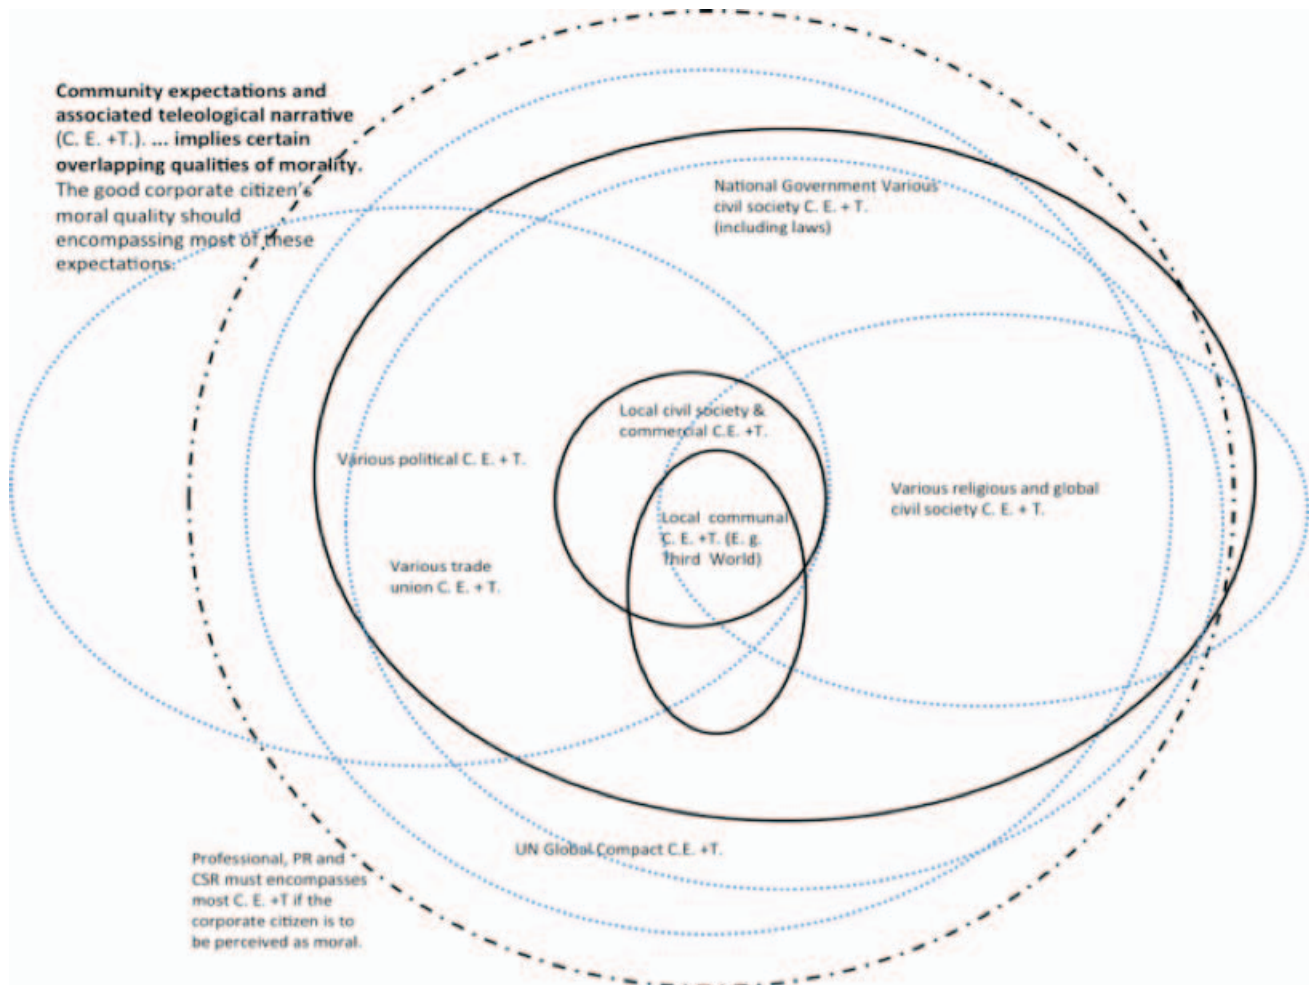 Community expectations and
associated teleological narrative
(C. E. +T.). ... implies certain
overlapping qualities of morality.
The good corporate citizen's
moral quality should
encompassing most of these
expectations.
National Government Various
civil society C. E. + T.
(including laws)
Local civil society &
commercial C.E. +T.
Various political C. E. + T.
Various religious and global
civil society C. E. + T.
Local communal
C. E. +T. (E. g.
Third World)
Various trade
union C. E. + T.
UN Global Compact C.E. +T.
Professional, PR and
CSR must encompasses
most C. E. +T if the
corporate citizen is to
be perceived as moral.